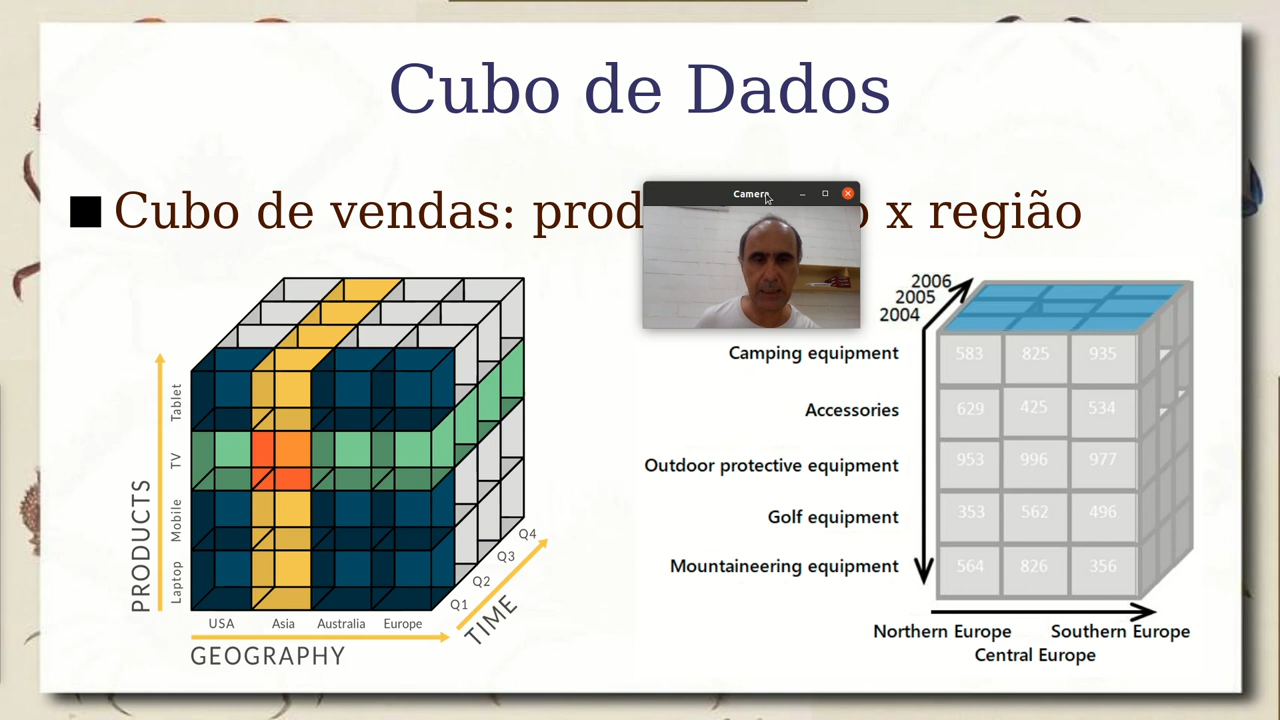 Cubo de Dados
Camera
Cubo de vendas: x região
2006
2005
2004
Camping equipment
583 825 935
Accessories
629 425 534
Outdoor protective equipment
953 996 977
Golf equipment
353 562 496
Mountaineering equipment
564 826 356
Northern Europe Southern Europe
Central Europe
PRODUCTS
Tablet
TV
Mobile
Laptop
Q4
Q3
Q2
Q1
TIME
USA Asia Australia Europe
GEOGRAPHY